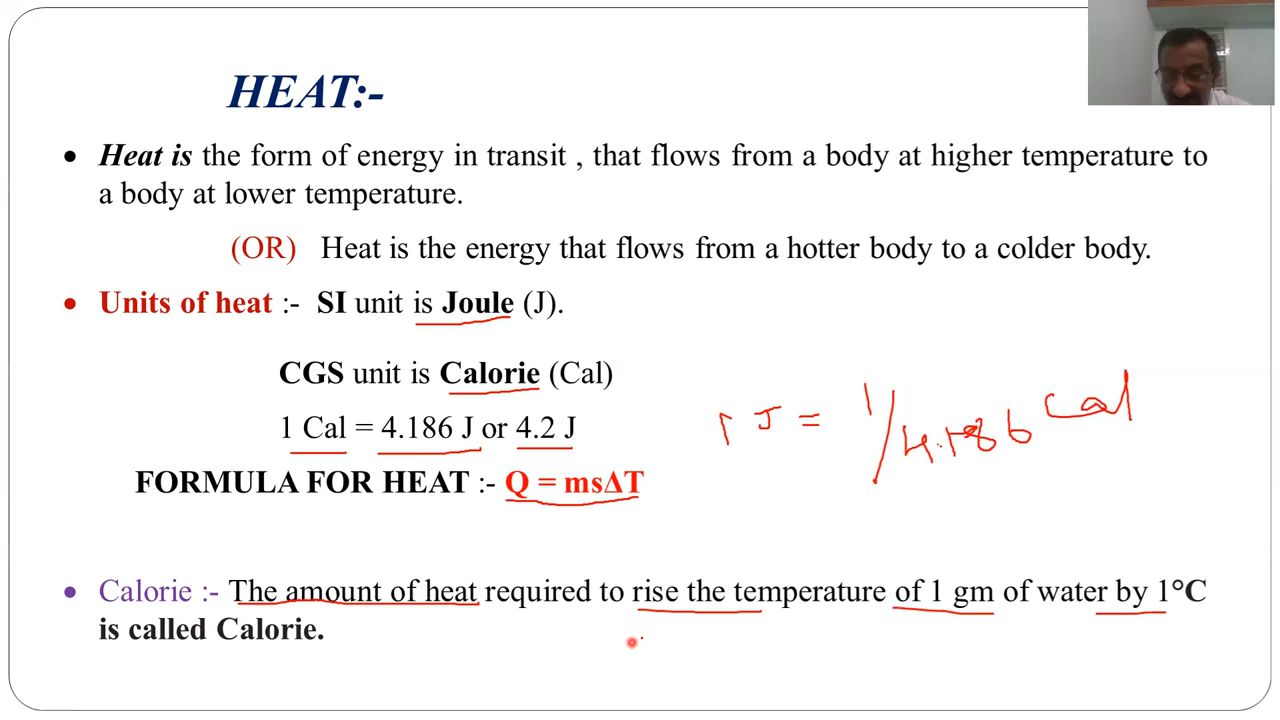 HEAT:-
• Heat is the form of energy in transit , that flows from a body at higher temperature to
a body at lower temperature.
(OR) Heat is the energy that flows from a hotter body to a colder body.
• Units of heat :- SI unit is Joule (J).
CGS unit is Calorie (Cal)
1 Cal = 4.186 J or 4.2 J
1 J = 1/4.186 Cal
FORMULA FOR HEAT :- Q = msΔT
• Calorie :- The amount of heat required to rise the temperature of 1 gm of water by 1°C
is called Calorie.